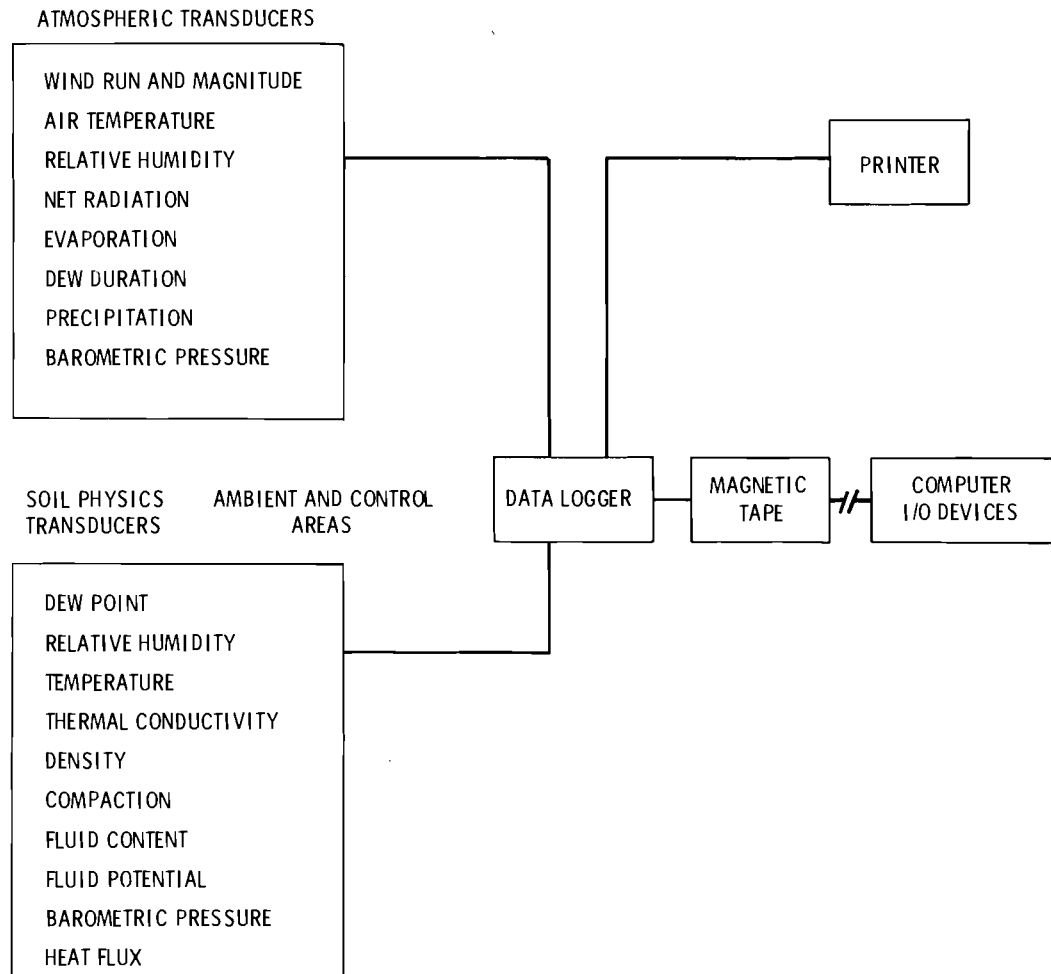 ATMOSPHERIC TRANSDUCERS
WIND RUN AND MAGNITUDE
AIR TEMPERATURE
RELATIVE HUMIDITY
NET RADIATION
EVAPORATION
DEW DURATION
PRECIPITATION
BAROMETRIC PRESSURE
PRINTER
DATA LOGGER
MAGNETIC
TAPE
COMPUTER
I/O DEVICES
SOIL PHYSICS
TRANSDUCERS
AMBIENT AND CONTROL
AREAS
DEW POINT
RELATIVE HUMIDITY
TEMPERATURE
THERMAL CONDUCTIVITY
DENSITY
COMPACTION
FLUID CONTENT
FLUID POTENTIAL
BAROMETRIC PRESSURE
HEAT FLUX